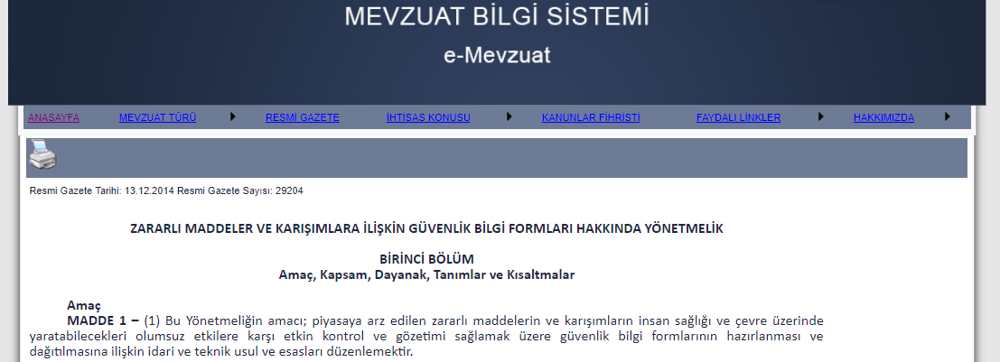 MEVZUAT BİLGİ SİSTEMİ
e-Mevzuat
ANASAYFA MEVZUAT TÜRÜ RESMİ GAZETE İHTİSAS KONUSU KANUNLAR FİHRİSTİ FAYDALI LİNKLER HAKKIMIZDA
Resmi Gazete Tarihi: 13.12.2014 Resmi Gazete Sayısı: 29204
ZARARLI MADDELER VE KARIŞIMLARA İLİŞKİN GÜVENLİK BİLGİ FORMLARI HAKKINDA YÖNETMELİK
BİRİNCİ BÖLÜM
Amaç, Kapsam, Dayanak, Tanımlar ve Kısaltmalar
Amaç
MADDE 1 – (1) Bu Yönetmeliğin amacı; piyasaya arz edilen zararlı maddelerin ve karışımların insan sağlığı ve çevre üzerinde
yaratabilecekleri olumsuz etkilere karşı etkin kontrol ve gözetimi sağlamak üzere güvenlik bilgi formlarının hazırlanması ve
dağıtılmasına ilişkin idari ve teknik usul ve esasları düzenlemektir.